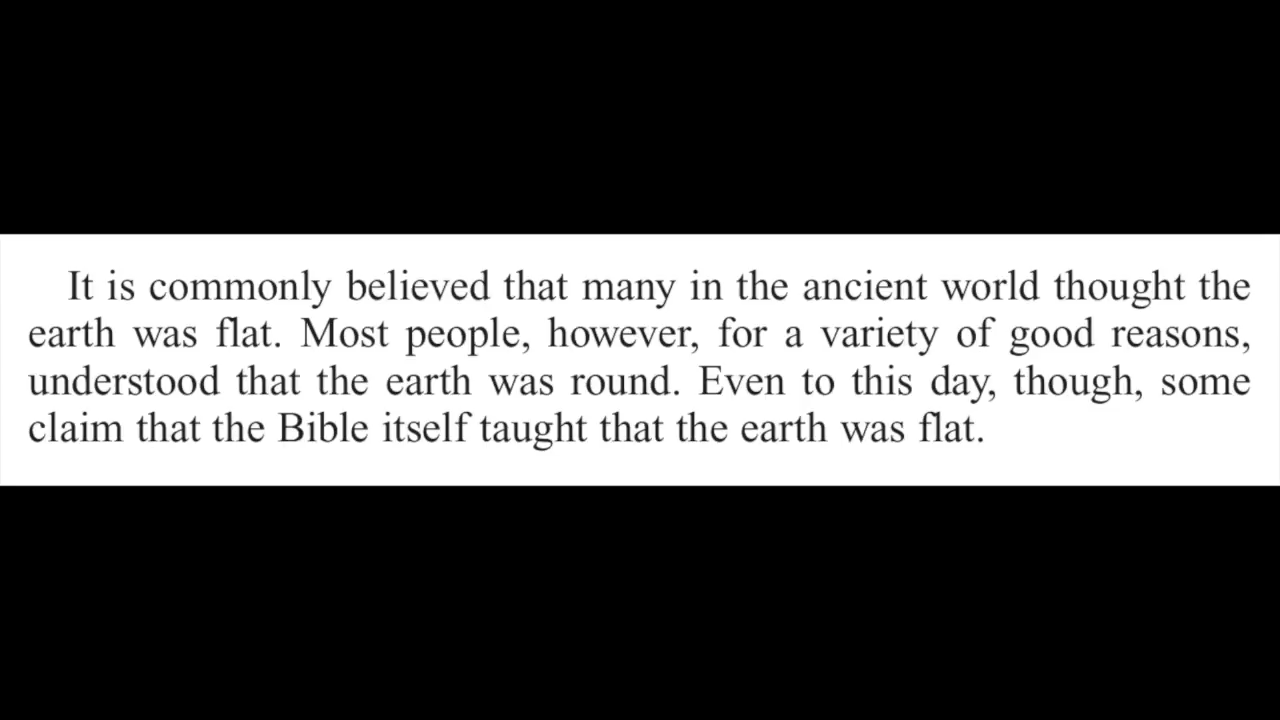 It is commonly believed that many in the ancient world thought the
earth was flat. Most people, however, for a variety of good reasons,
understood that the earth was round. Even to this day, though, some
claim that the Bible itself taught that the earth was flat.